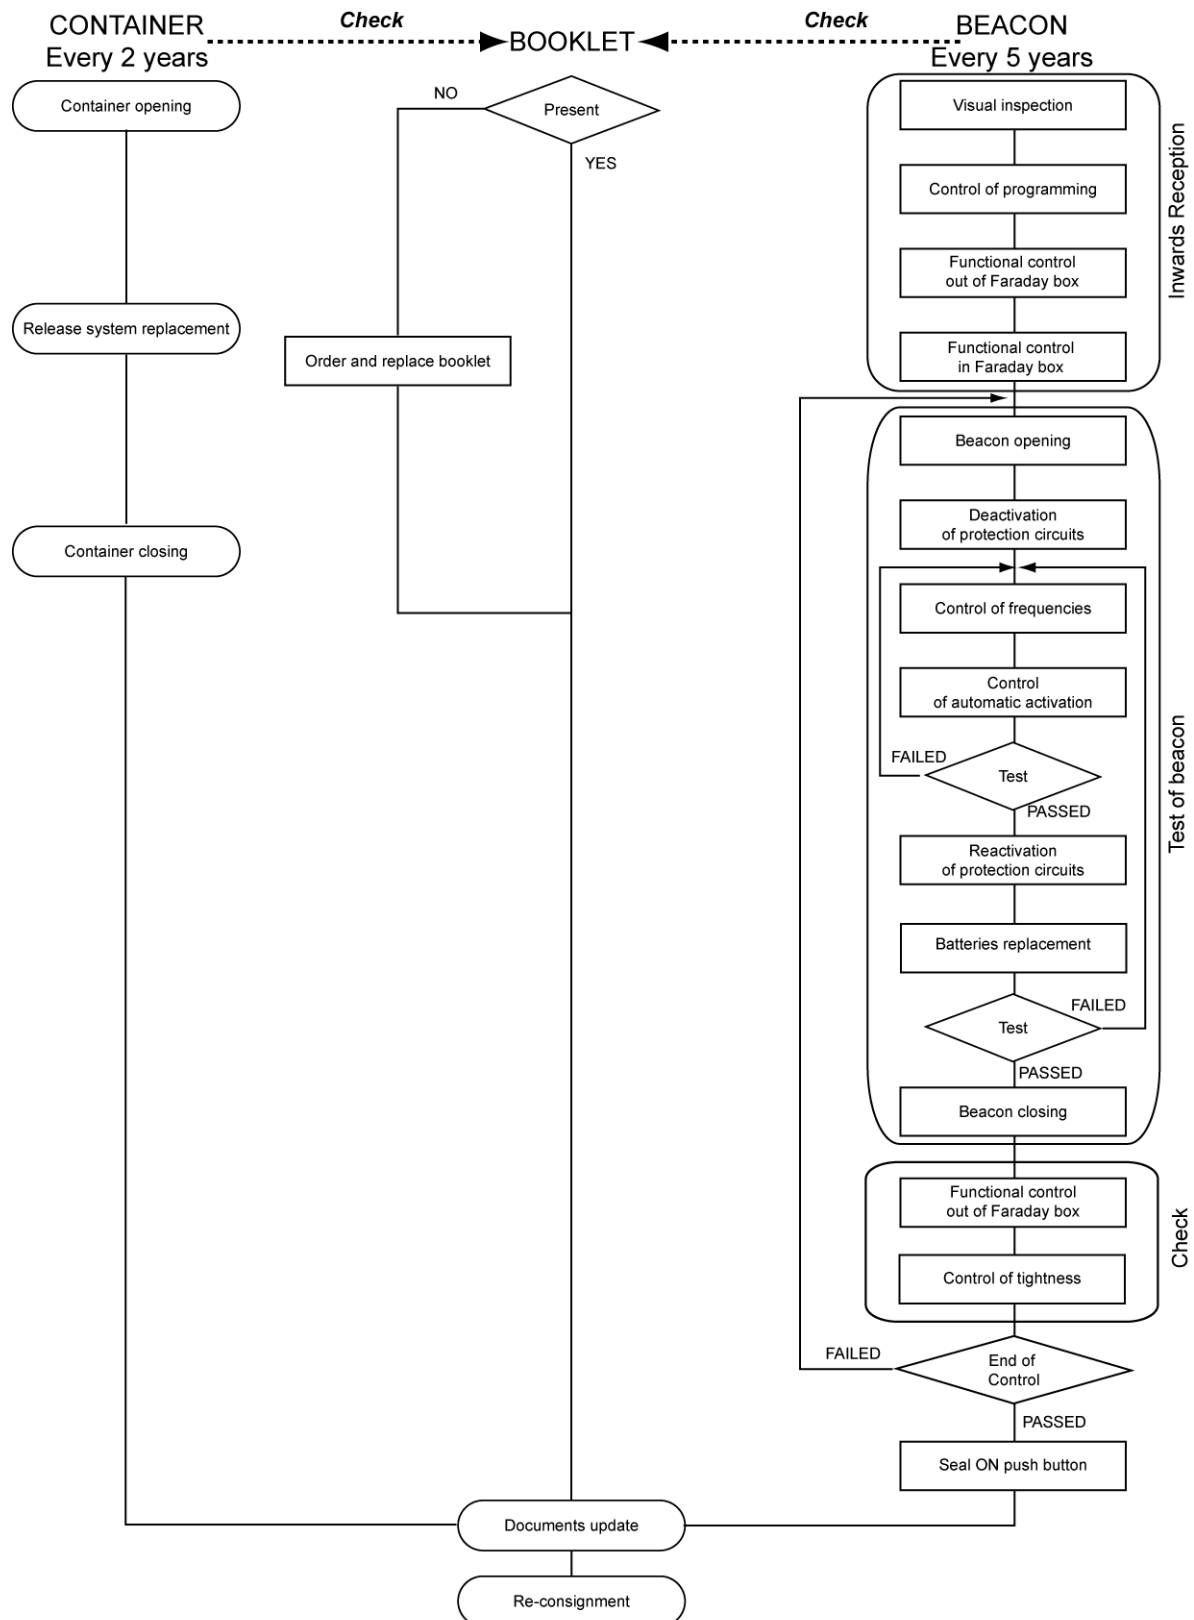 CONTAINER
Every 2 years
Check
BOOKLET
Check
BEACON
Every 5 years
Container opening
Release system replacement
Container closing
NO
Present
YES
Order and replace booklet
Visual inspection
Control of programming
Functional control
out of Faraday box
Functional control
in Faraday box
Inwards Reception
Beacon opening
Deactivation
of protection circuits
Control of frequencies
Control
of automatic activation
FAILED
Test
PASSED
Reactivation
of protection circuits
Batteries replacement
FAILED
Test
PASSED
Beacon closing
Test of beacon
Functional control
out of Faraday box
Control of tightness
Check
FAILED
End of
Control
PASSED
Seal ON push button
Documents update
Re-consignment